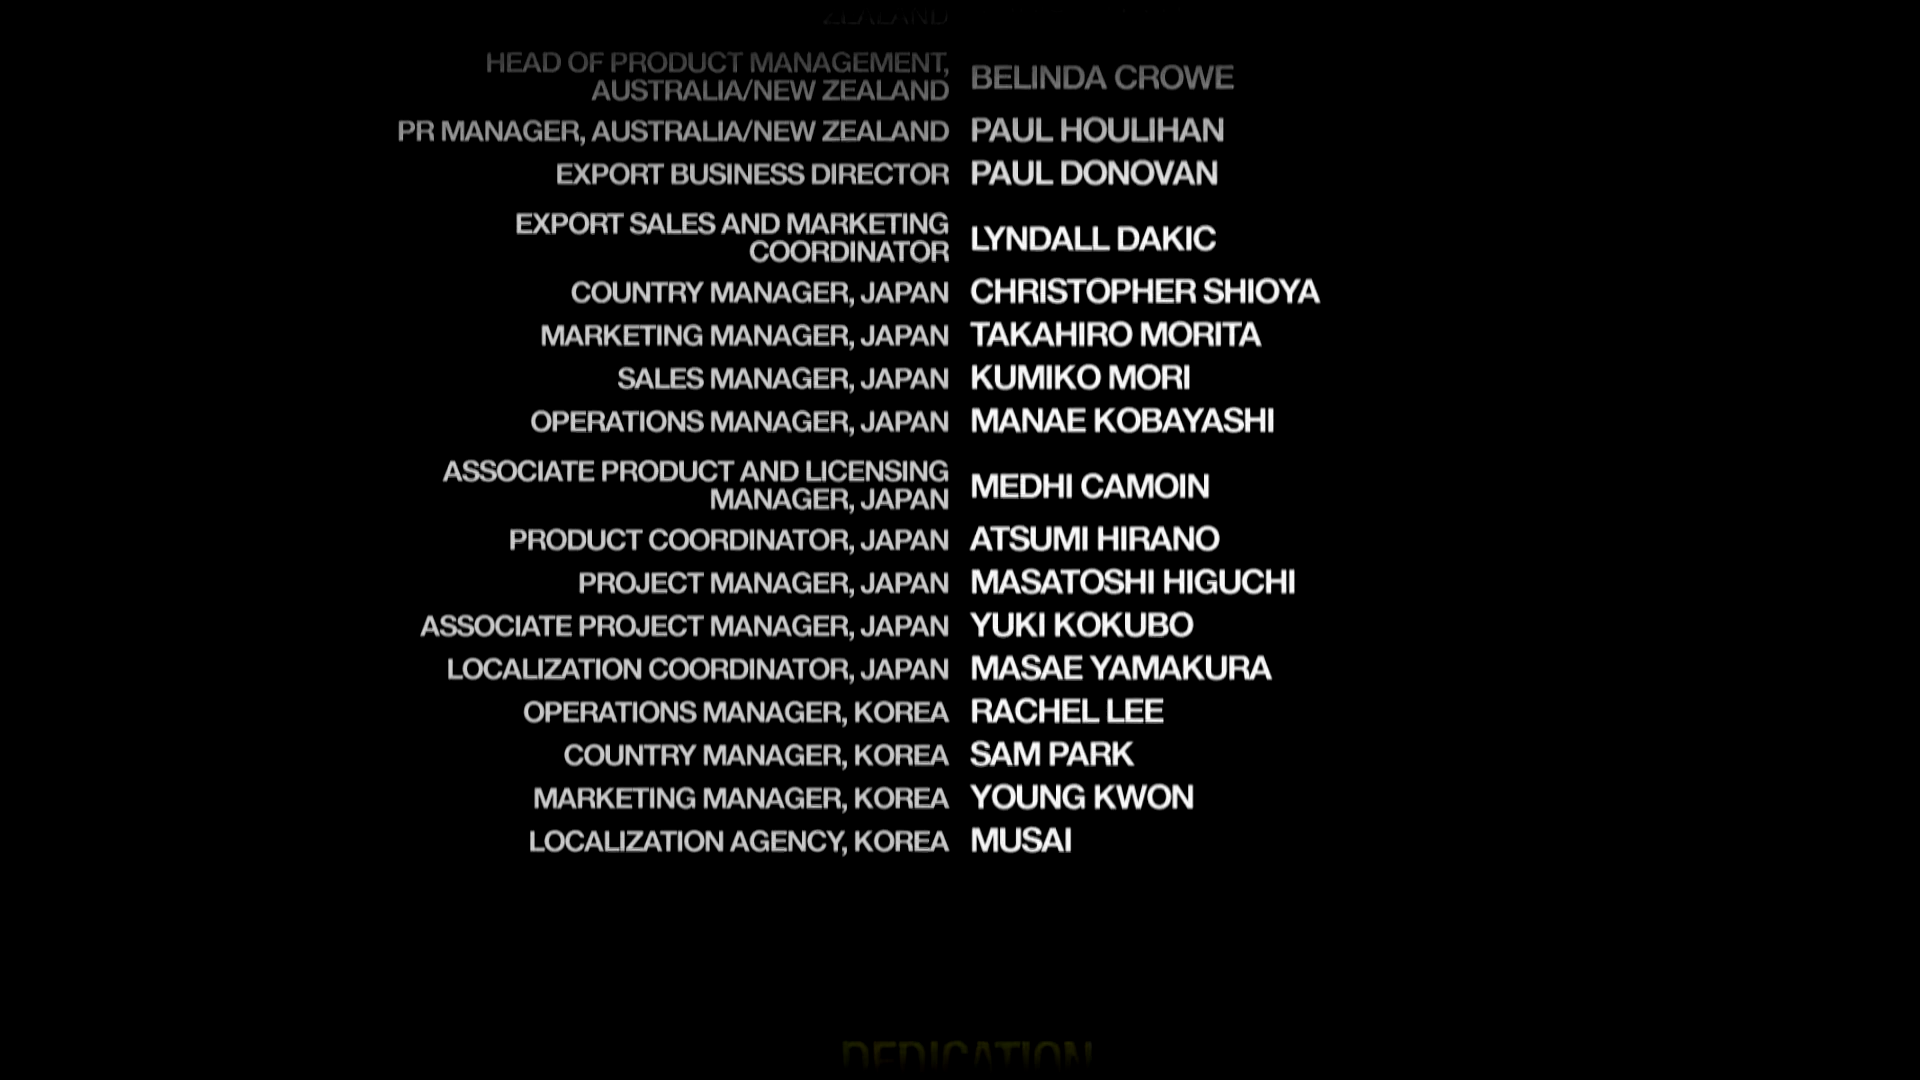 ZEALAND
HEAD OF PRODUCT MANAGEMENT,
AUSTRALIA/NEW ZEALAND BELINDA CROWE
PR MANAGER, AUSTRALIA/NEW ZEALAND PAUL HOULIHAN
EXPORT BUSINESS DIRECTOR PAUL DONOVAN
EXPORT SALES AND MARKETING
COORDINATOR LYNDALL DAKIC
COUNTRY MANAGER, JAPAN CHRISTOPHER SHIOYA
MARKETING MANAGER, JAPAN TAKAHIRO MORITA
SALES MANAGER, JAPAN KUMIKO MORI
OPERATIONS MANAGER, JAPAN MANAE KOBAYASHI
ASSOCIATE PRODUCT AND LICENSING
MANAGER, JAPAN MEDHI CAMOIN
PRODUCT COORDINATOR, JAPAN ATSUMI HIRANO
PROJECT MANAGER, JAPAN MASATOSHI HIGUCHI
ASSOCIATE PROJECT MANAGER, JAPAN YUKI KOKUBO
LOCALIZATION COORDINATOR, JAPAN MASAE YAMAKURA
OPERATIONS MANAGER, KOREA RACHEL LEE
COUNTRY MANAGER, KOREA SAM PARK
MARKETING MANAGER, KOREA YOUNG KWON
LOCALIZATION AGENCY, KOREA MUSAI
DEDICATION